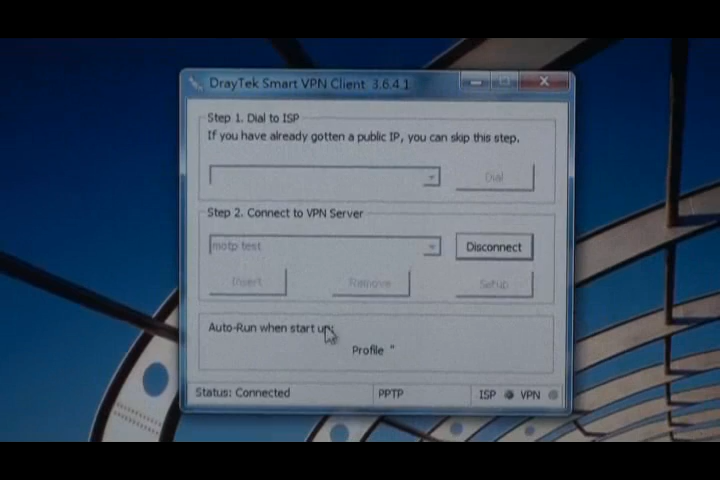 DrayTek Smart VPN Client 3.6.4.1
Step 1. Dial to ISP
If you have already gotten a public IP, you can skip this step.
Dial
Step 2. Connect to VPN Server
motp test
Disconnect
Insert
Remove
Setup
Auto-Run when start up:
Profile "
Status: Connected
PPTP
ISP
VPN